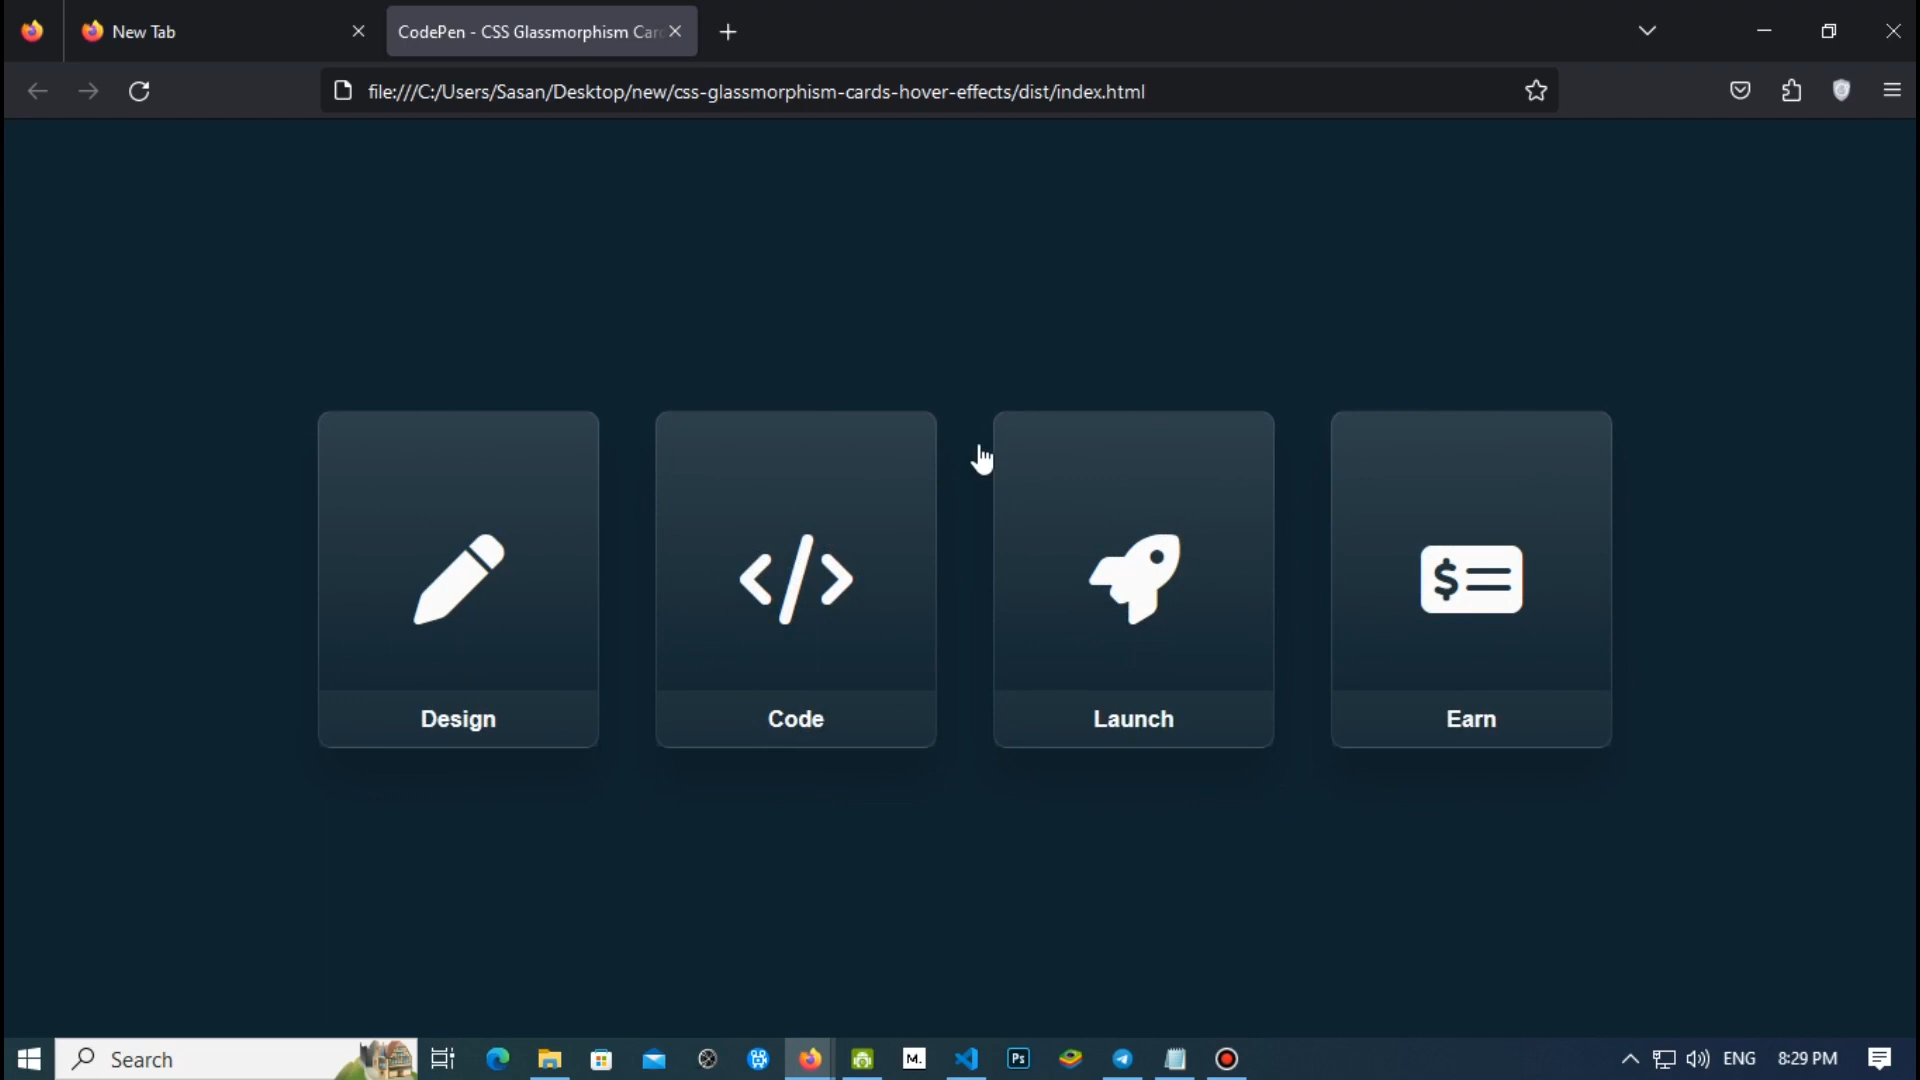 New Tab
CodePen - CSS Glassmorphism Car
file:///C:/Users/Sasan/Desktop/new/css-glassmorphism-cards-hover-effects/dist/index.html
$
</>
Design
Code
Launch
Earn
Search
M.
Ps
ENG
8:29 PM